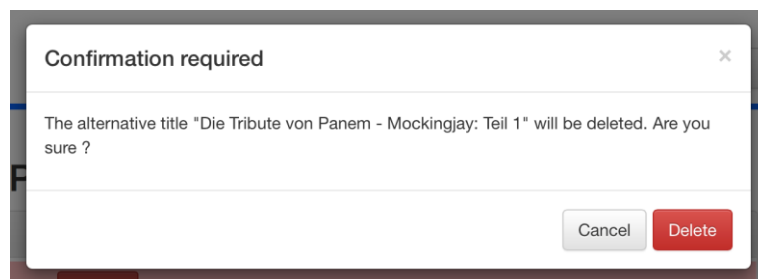 Confirmation required
×
The alternative title "Die Tribute von Panem - Mockingjay: Teil 1" will be deleted. Are you
sure ?
Cancel Delete